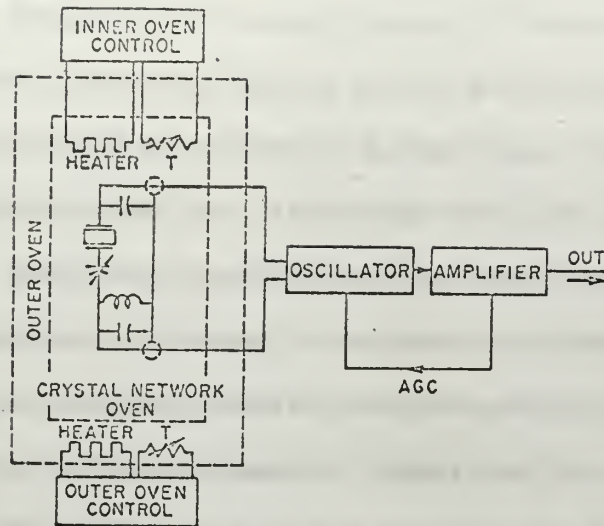 INNER OVEN
CONTROL
HEATER T
OUTER OVEN
OSCILLATOR
AMPLIFIER
OUT
AGC
CRYSTAL NETWORK
OVEN
HEATER T
OUTER OVEN
CONTROL